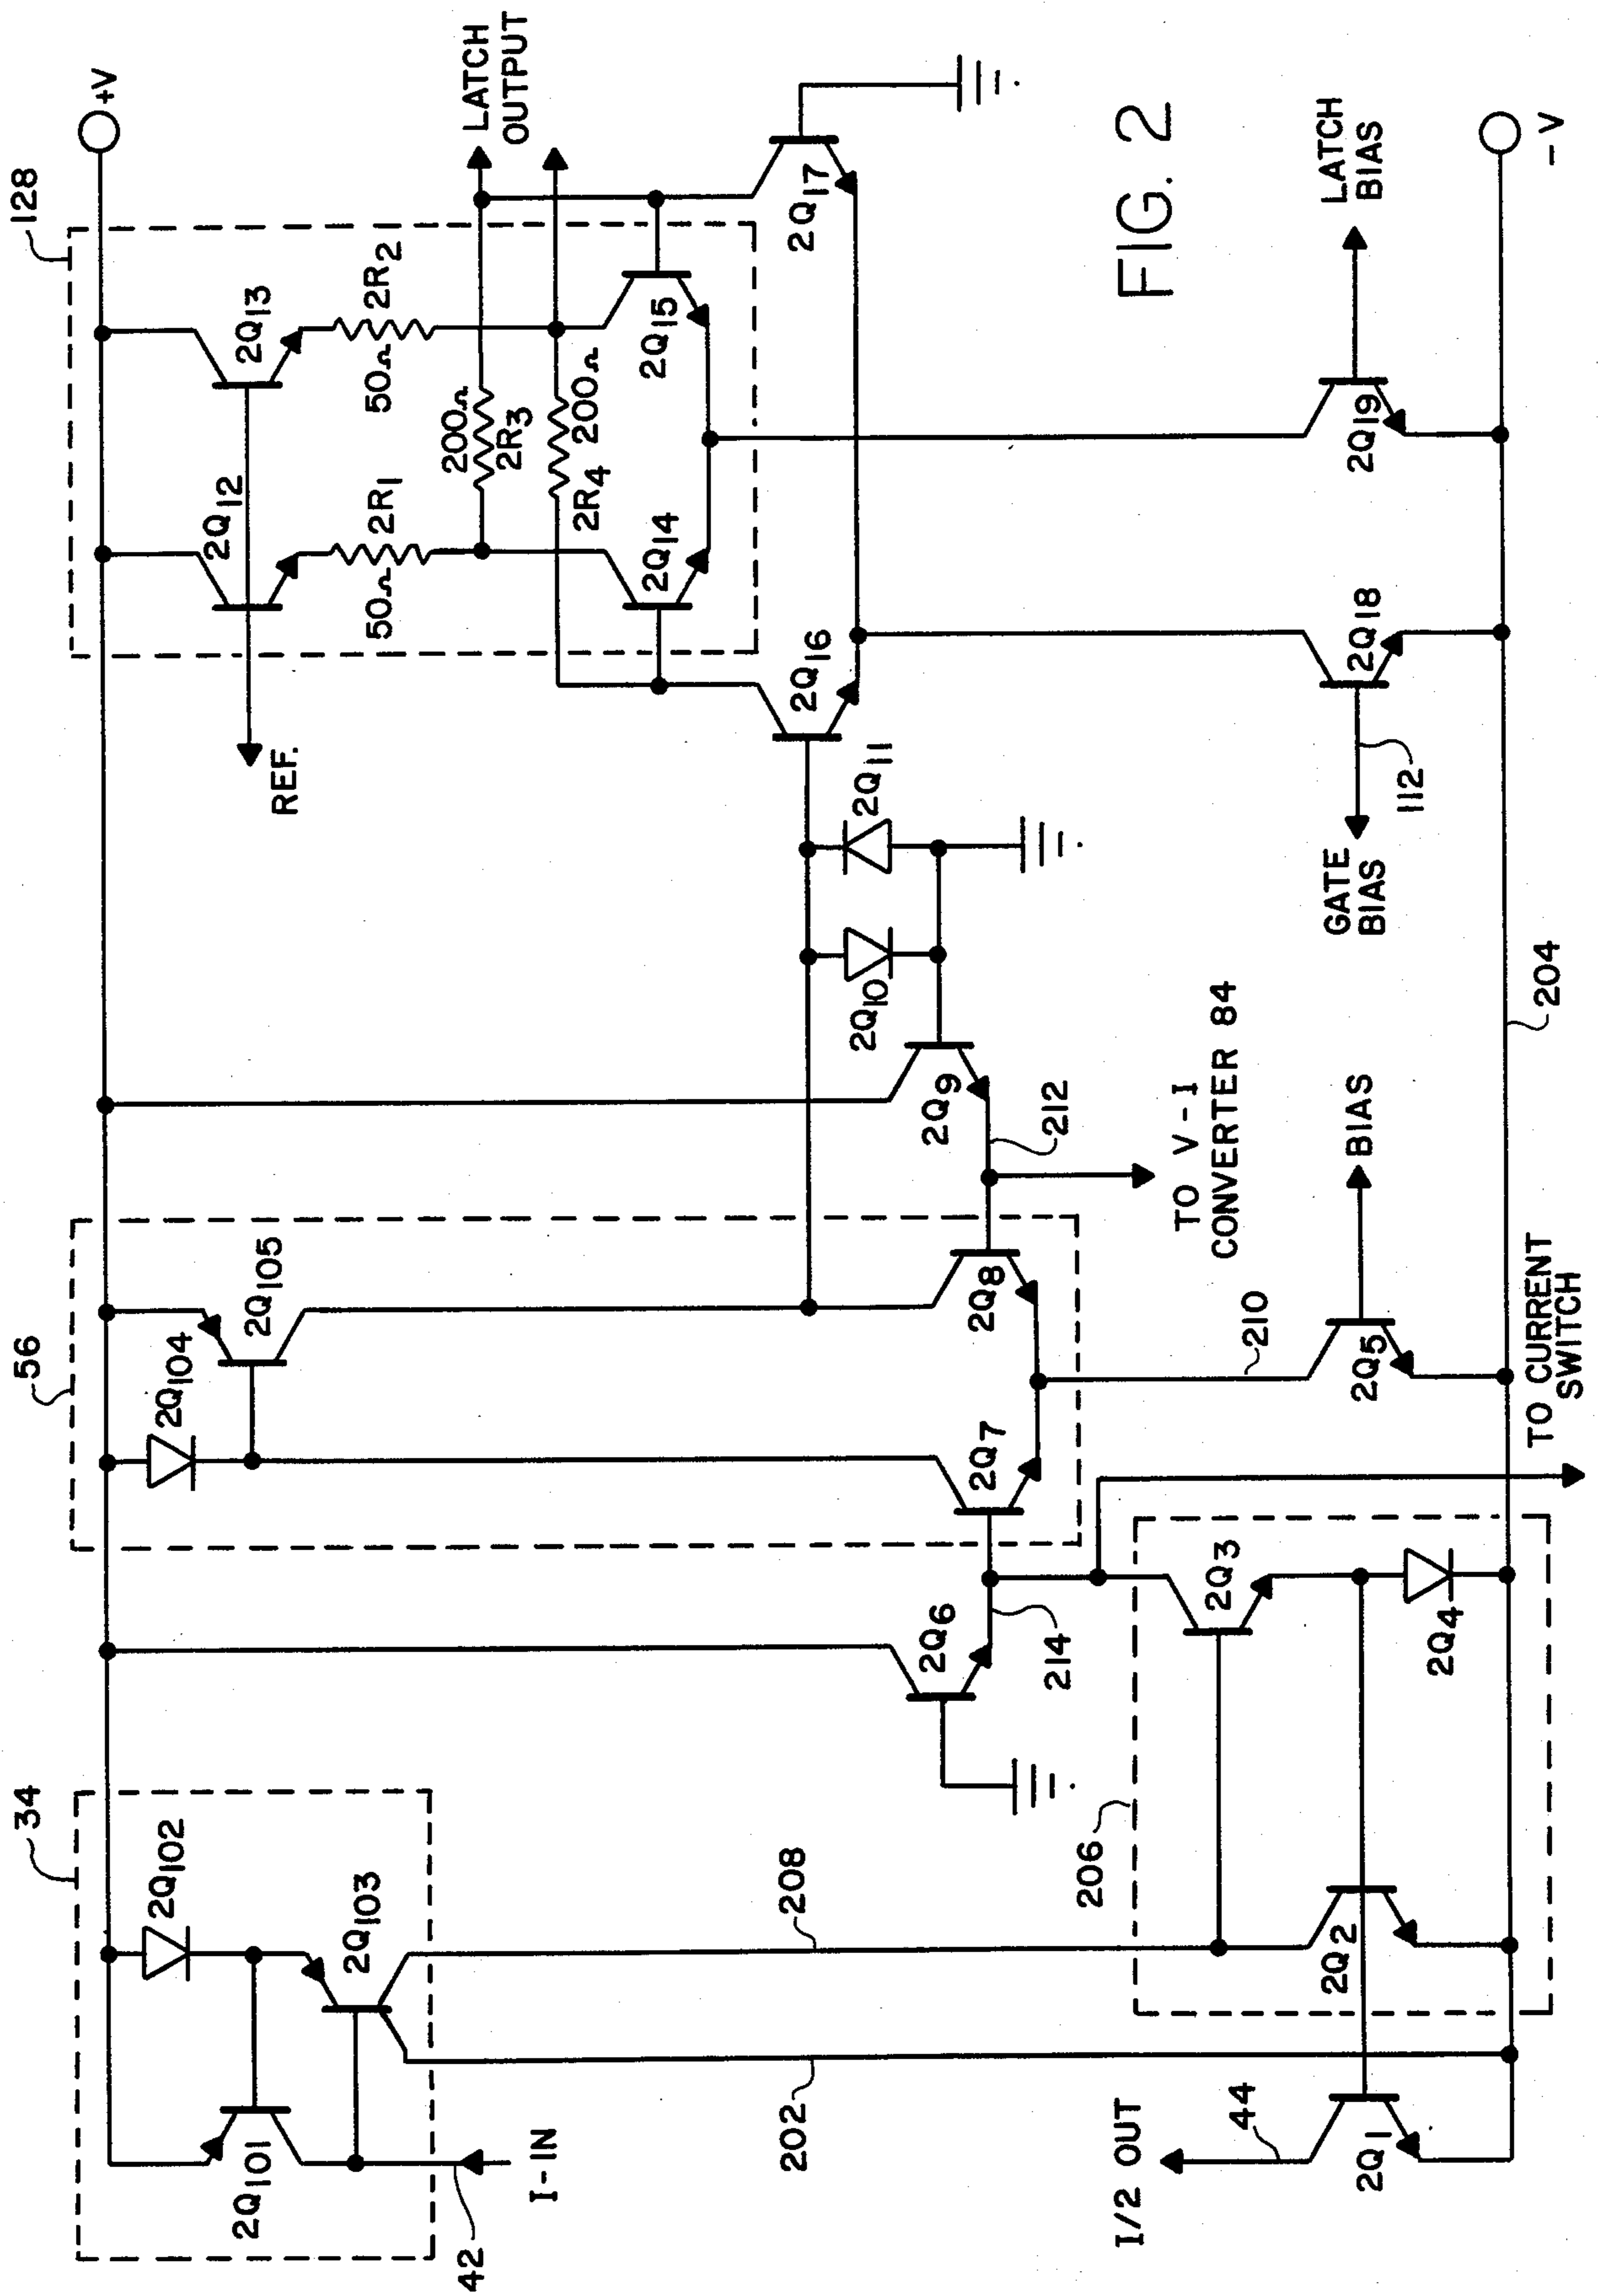 34
2Q102
2Q101
2Q103
42
I-IN
202
208
I/2 OUT
44
2Q1
206
2Q2
2Q3
2Q4
2Q6
214
56
2Q104
2Q105
2Q7
2Q8
210
2Q5
BIAS
TO CURRENT
SWITCH
212
TO V-I
CONVERTER 84
2Q9
2Q10
2Q11
204
REF.
128
2Q12
2Q13
50Ω
2R1
50Ω
2R2
200Ω
2R3
2R4
200Ω
2Q14
2Q15
2Q16
2Q17
LATCH
OUTPUT
+V
GATE
BIAS
112
2Q18
2Q19
LATCH
BIAS
-V
FIG. 2